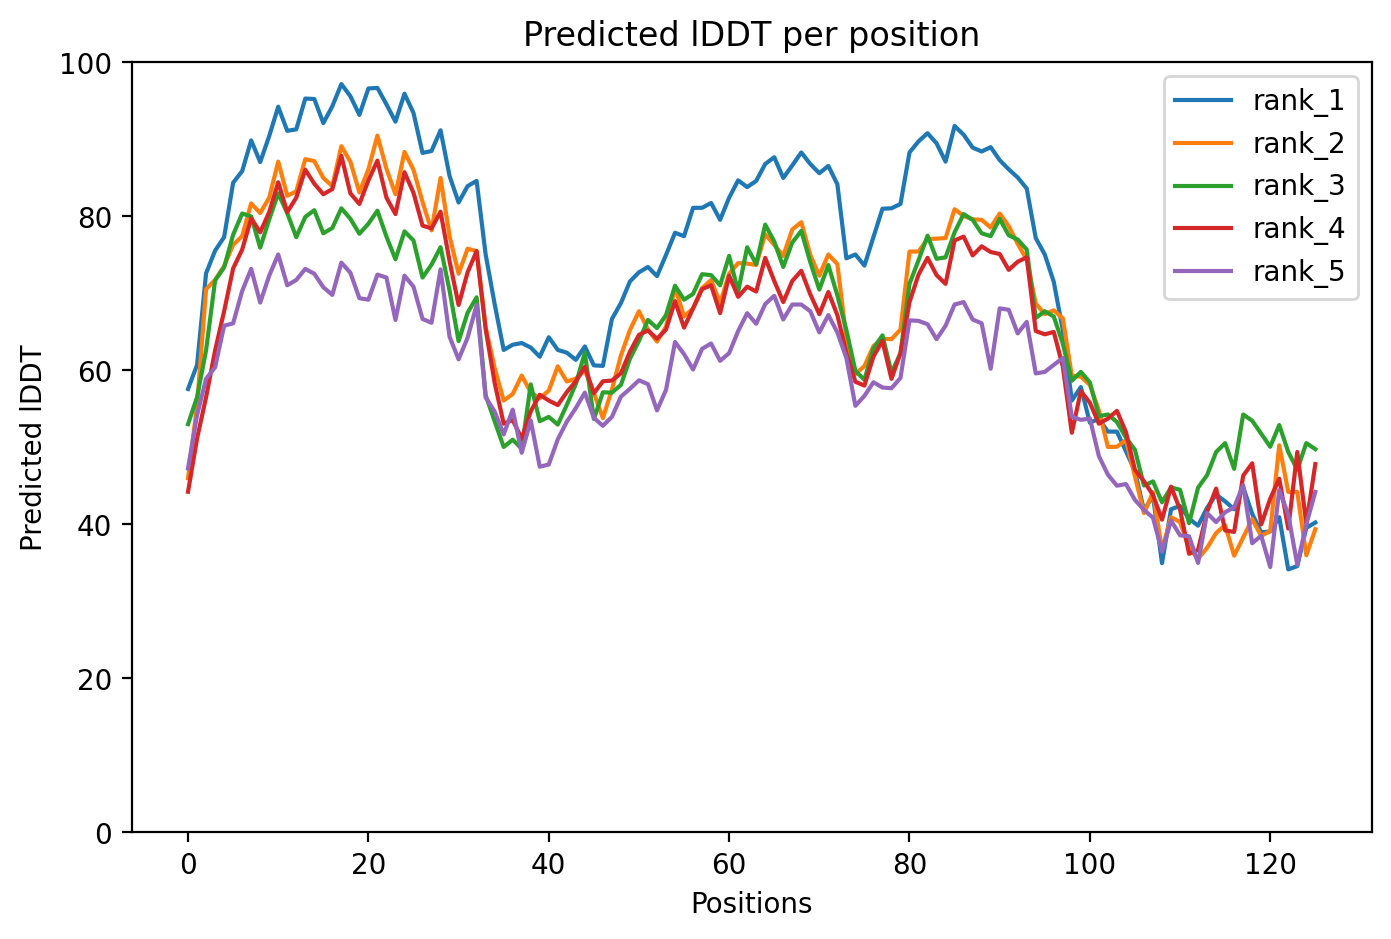 Predicted lDDT per position
100
80
60
40
20
0
Predicted lDDT
rank_1
rank_2
rank_3
rank_4
rank_5
0 20 40 60 80 100 120
Positions